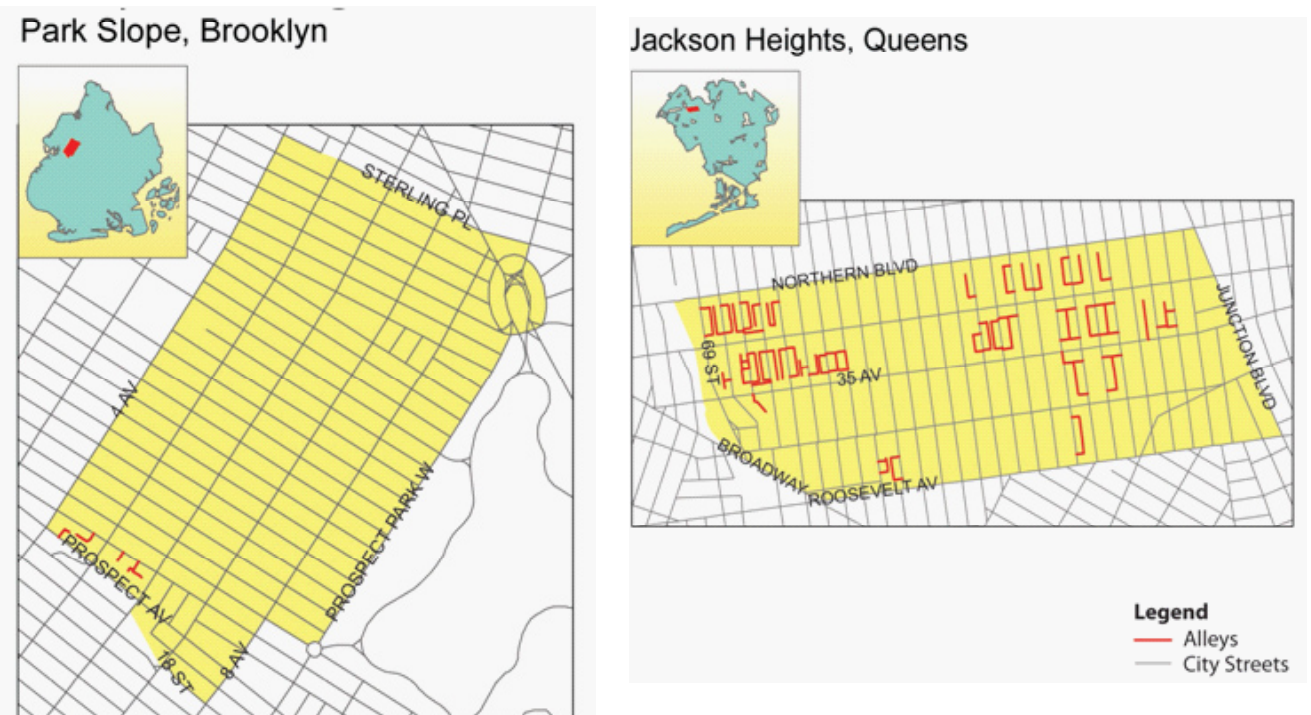 Park Slope, Brooklyn
STERLING PL
4 AV
PROSPECT PARK W
PROSPECT AV
18 ST
8 AV
Jackson Heights, Queens
NORTHERN BLVD
69 ST
35 AV
JUNCTION BLVD
BROADWAY
ROOSEVELT AV
Legend
Alleys
City Streets